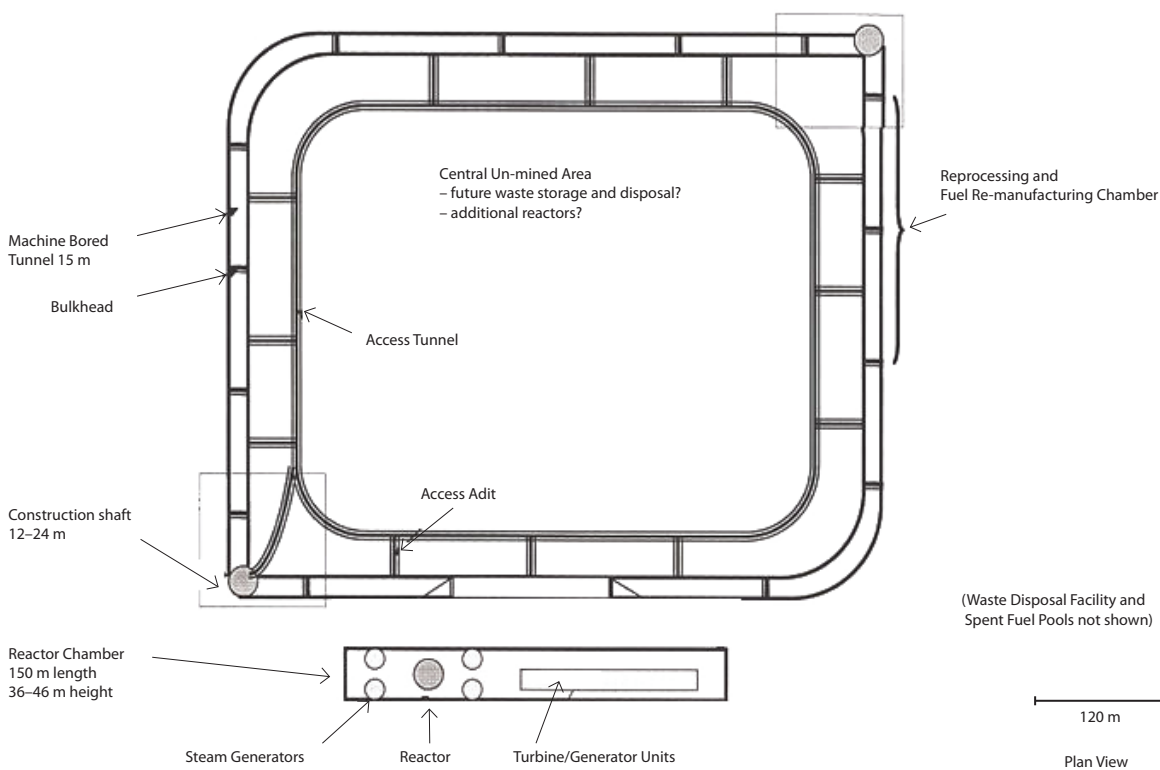 Central Un-mined Area
– future waste storage and disposal?
– additional reactors?
Reprocessing and
Fuel Re-manufacturing Chamber
Machine Bored
Tunnel 15 m
Bulkhead
Access Tunnel
Access Adit
Construction shaft
12–24 m
(Waste Disposal Facility and
Spent Fuel Pools not shown)
Reactor Chamber
150 m length
36–46 m height
120 m
Steam Generators
Reactor
Turbine/Generator Units
Plan View